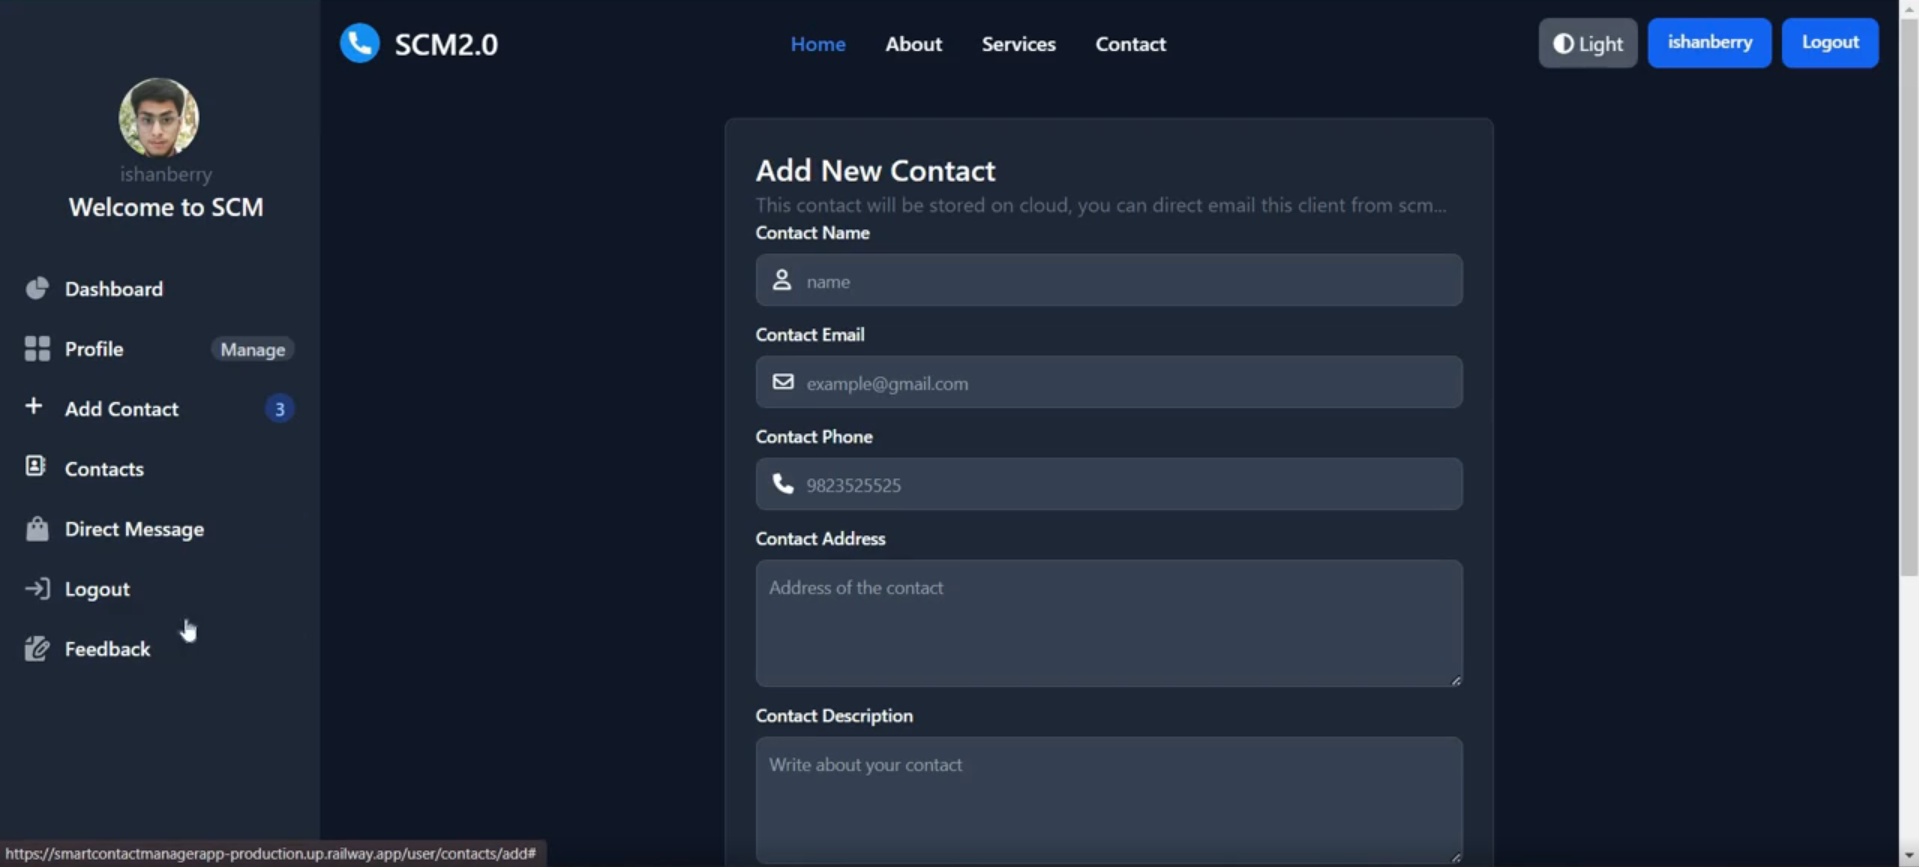 SCM2.0
Home
About
Services
Contact
Light
ishanberry
Logout
ishanberry
Welcome to SCM
Dashboard
Profile
Manage
Add Contact
3
Contacts
Direct Message
Logout
Feedback
Add New Contact
This contact will be stored on cloud, you can direct email this client from scm...
Contact Name
name
Contact Email
example@gmail.com
Contact Phone
9823525525
Contact Address
Address of the contact
Contact Description
Write about your contact
https://smartcontactmanagerapp-production.up.railway.app/user/contacts/add#